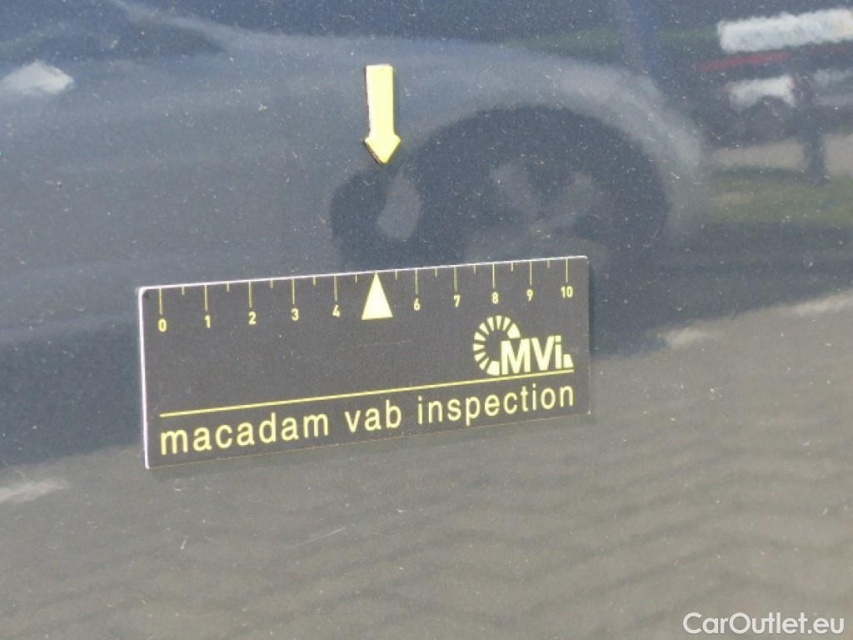 0 1 2 3 4 6 7 8 9 10
MVi
macadam vab inspection
CarOutlet.eu